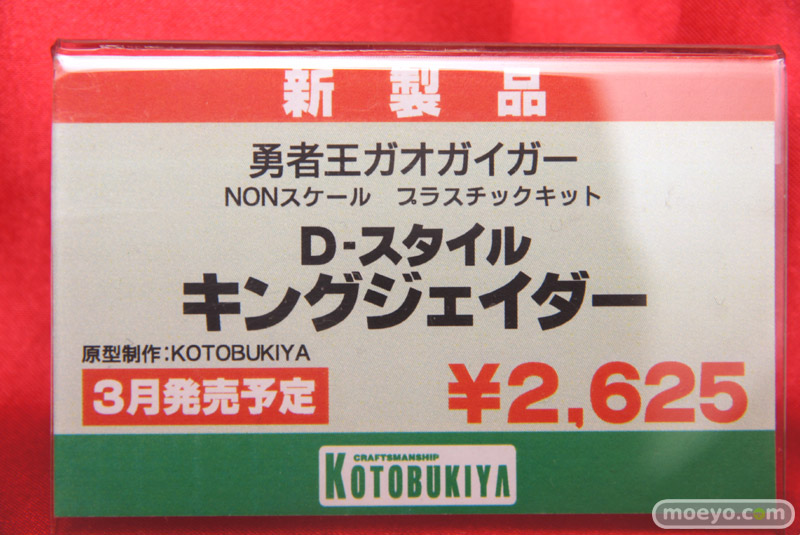 新製品
勇者王ガオガイガー
NONスケール プラスチックキット
D-スタイル
キングジェイダー
原型制作:KOTOBUKIYA
3月発売予定 ¥2,625
CRAFTSMANSHIP
KOTOBUKIYA
moeyo.com